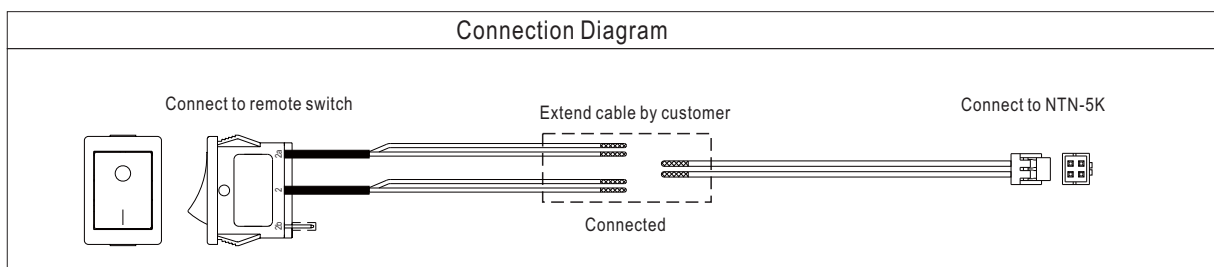 Connection Diagram
Connect to remote switch
Extend cable by customer
Connect to NTN-5K
2a
2
2b
Connected